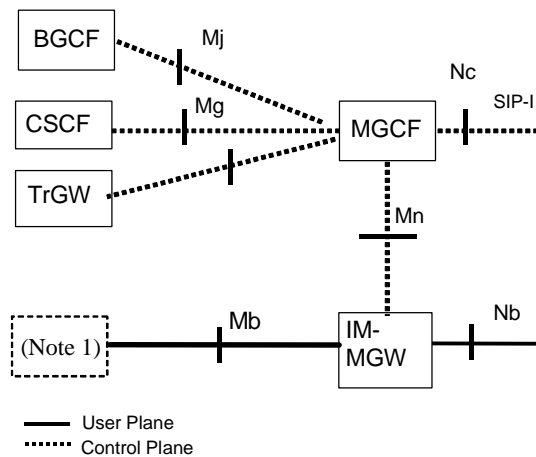 BGCF
Mj
Nc
Mg
SIP-I
CSCF
MGCF
TrGW
Mn
Mb
IM-
MGW
Nb
(Note 1)
User Plane
Control Plane